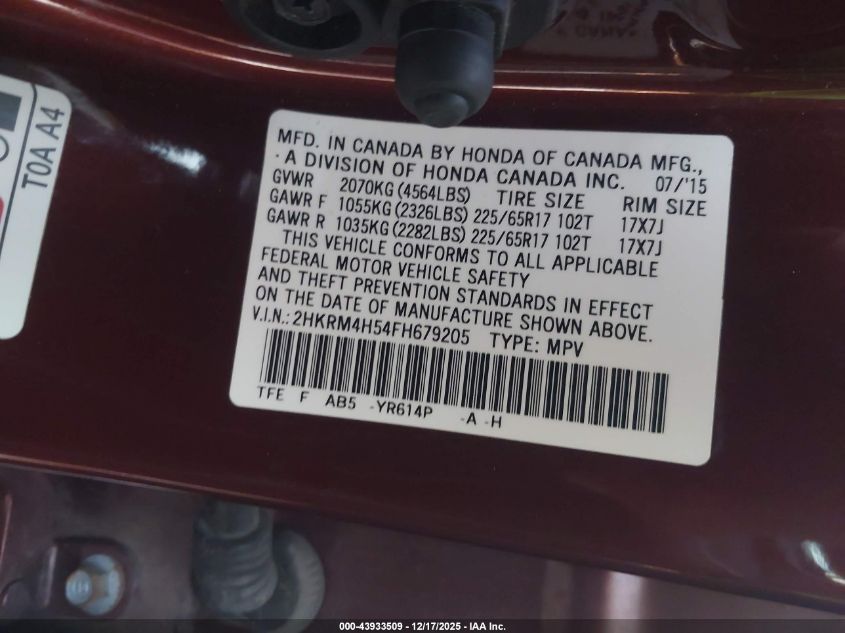 T0A A4
MFD. IN CANADA BY HONDA OF CANADA MFG.,
A DIVISION OF HONDA CANADA INC. 07/'15
GVWR 2070KG (4564LBS) TIRE SIZE RIM SIZE
GAWR F 1055KG (2326LBS) 225/65R17 102T 17X7J
GAWR R 1035KG (2282LBS) 225/65R17 102T 17X7J
THIS VEHICLE CONFORMS TO ALL APPLICABLE
FEDERAL MOTOR VEHICLE SAFETY
AND THEFT PREVENTION STANDARDS IN EFFECT
ON THE DATE OF MANUFACTURE SHOWN ABOVE.
V.I.N.: 2HKRM4H54FH679205 TYPE: MPV
TFE F AB5 -YR614P -A -H
000-43933509 - 12/17/2025 - IAA Inc.